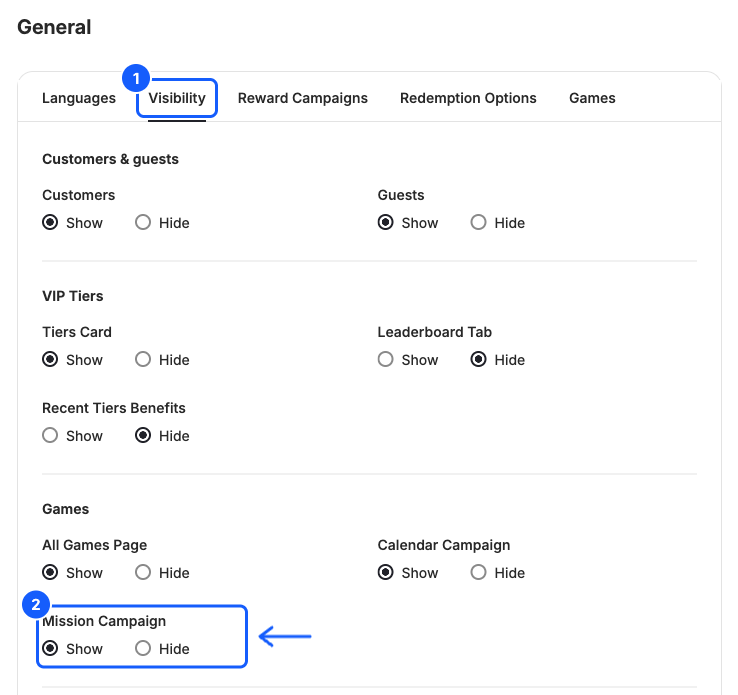 General
1
Languages Visibility Reward Campaigns Redemption Options Games
Customers & guests
Customers Guests
Show Hide Show Hide
VIP Tiers
Tiers Card Leaderboard Tab
Show Hide Show Hide
Recent Tiers Benefits
Show Hide
Games
All Games Page Calendar Campaign
Show Hide Show Hide
2
Mission Campaign
Show Hide